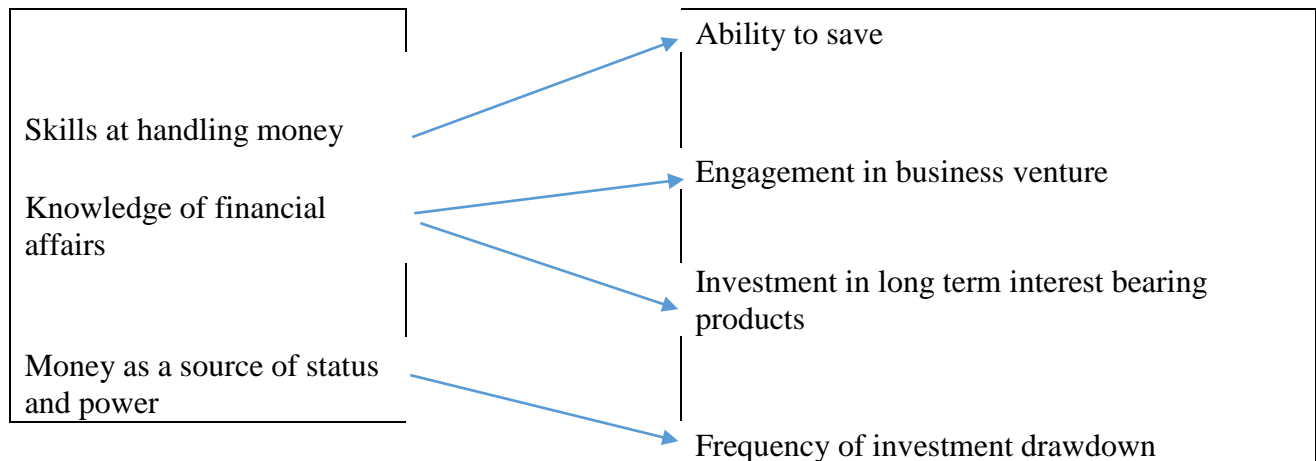 Skills at handling money
Knowledge of financial
affairs
Money as a source of status
and power
Ability to save
Engagement in business venture
Investment in long term interest bearing
products
Frequency of investment drawdown